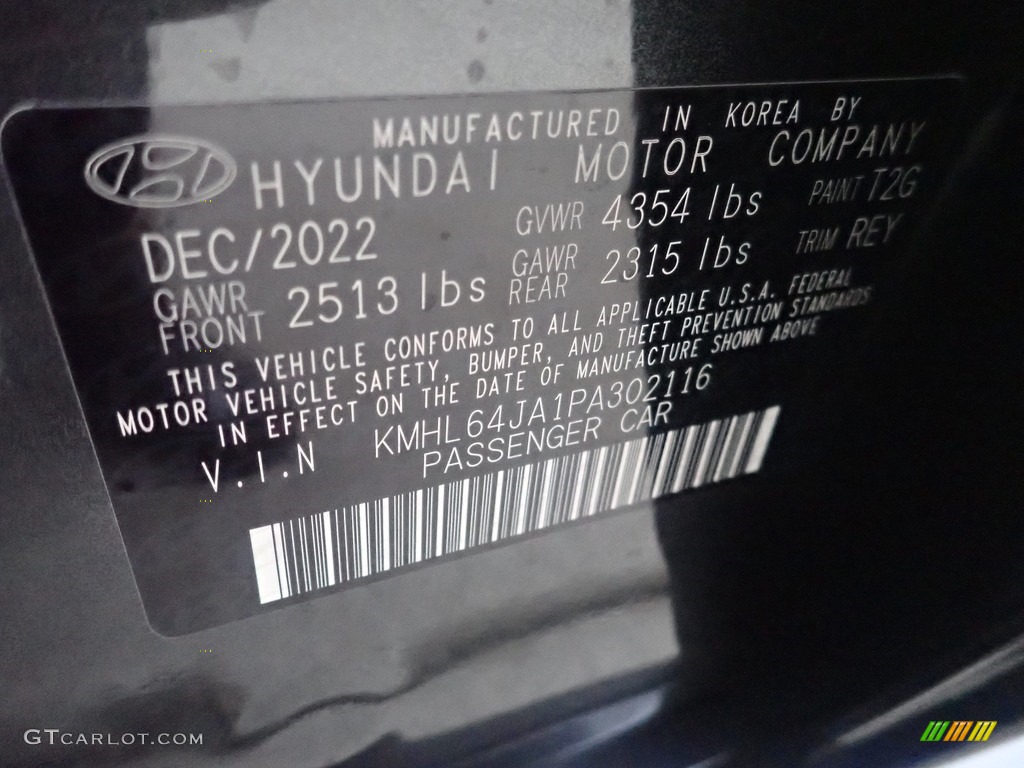 MANUFACTURED IN KOREA BY
HYUNDAI MOTOR COMPANY
DEC/2022 GVWR 4354 lbs PAINT T2G
GAWR FRONT 2513 lbs GAWR REAR 2315 lbs TRIM REY
THIS VEHICLE CONFORMS TO ALL APPLICABLE U.S.A. FEDERAL
MOTOR VEHICLE SAFETY, BUMPER, AND THEFT PREVENTION STANDARDS
IN EFFECT ON THE DATE OF MANUFACTURE SHOWN ABOVE
V.I.N KMHL64JA1PA302116
PASSENGER CAR
GTCARLOT.COM